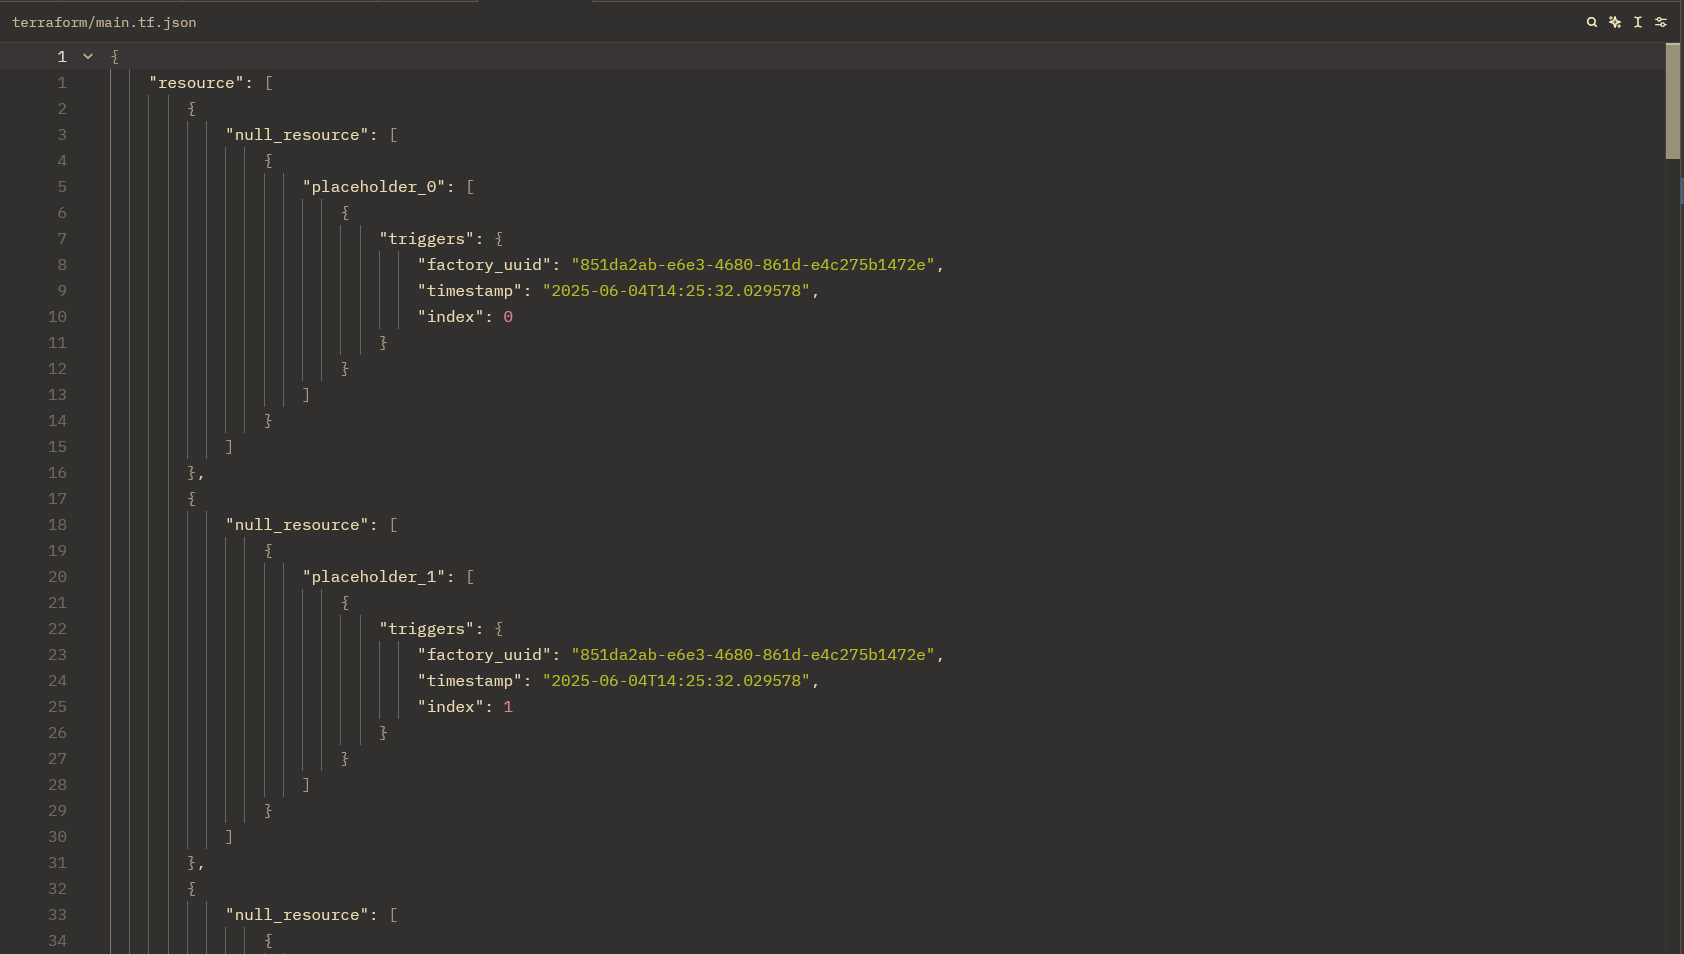 terraform/main.tf.json
1 {
1 "resource": [
2 {
3 "null_resource": [
4 {
5 "placeholder_0": [
6 {
7 "triggers": {
8 "factory_uuid": "851da2ab-e6e3-4680-861d-e4c275b1472e",
9 "timestamp": "2025-06-04T14:25:32.029578",
10 "index": 0
11 }
12 }
13 ]
14 }
15 ]
16 },
17 {
18 "null_resource": [
19 {
20 "placeholder_1": [
21 {
22 "triggers": {
23 "factory_uuid": "851da2ab-e6e3-4680-861d-e4c275b1472e",
24 "timestamp": "2025-06-04T14:25:32.029578",
25 "index": 1
26 }
27 }
28 ]
29 }
30 ]
31 },
32 {
33 "null_resource": [
34 {